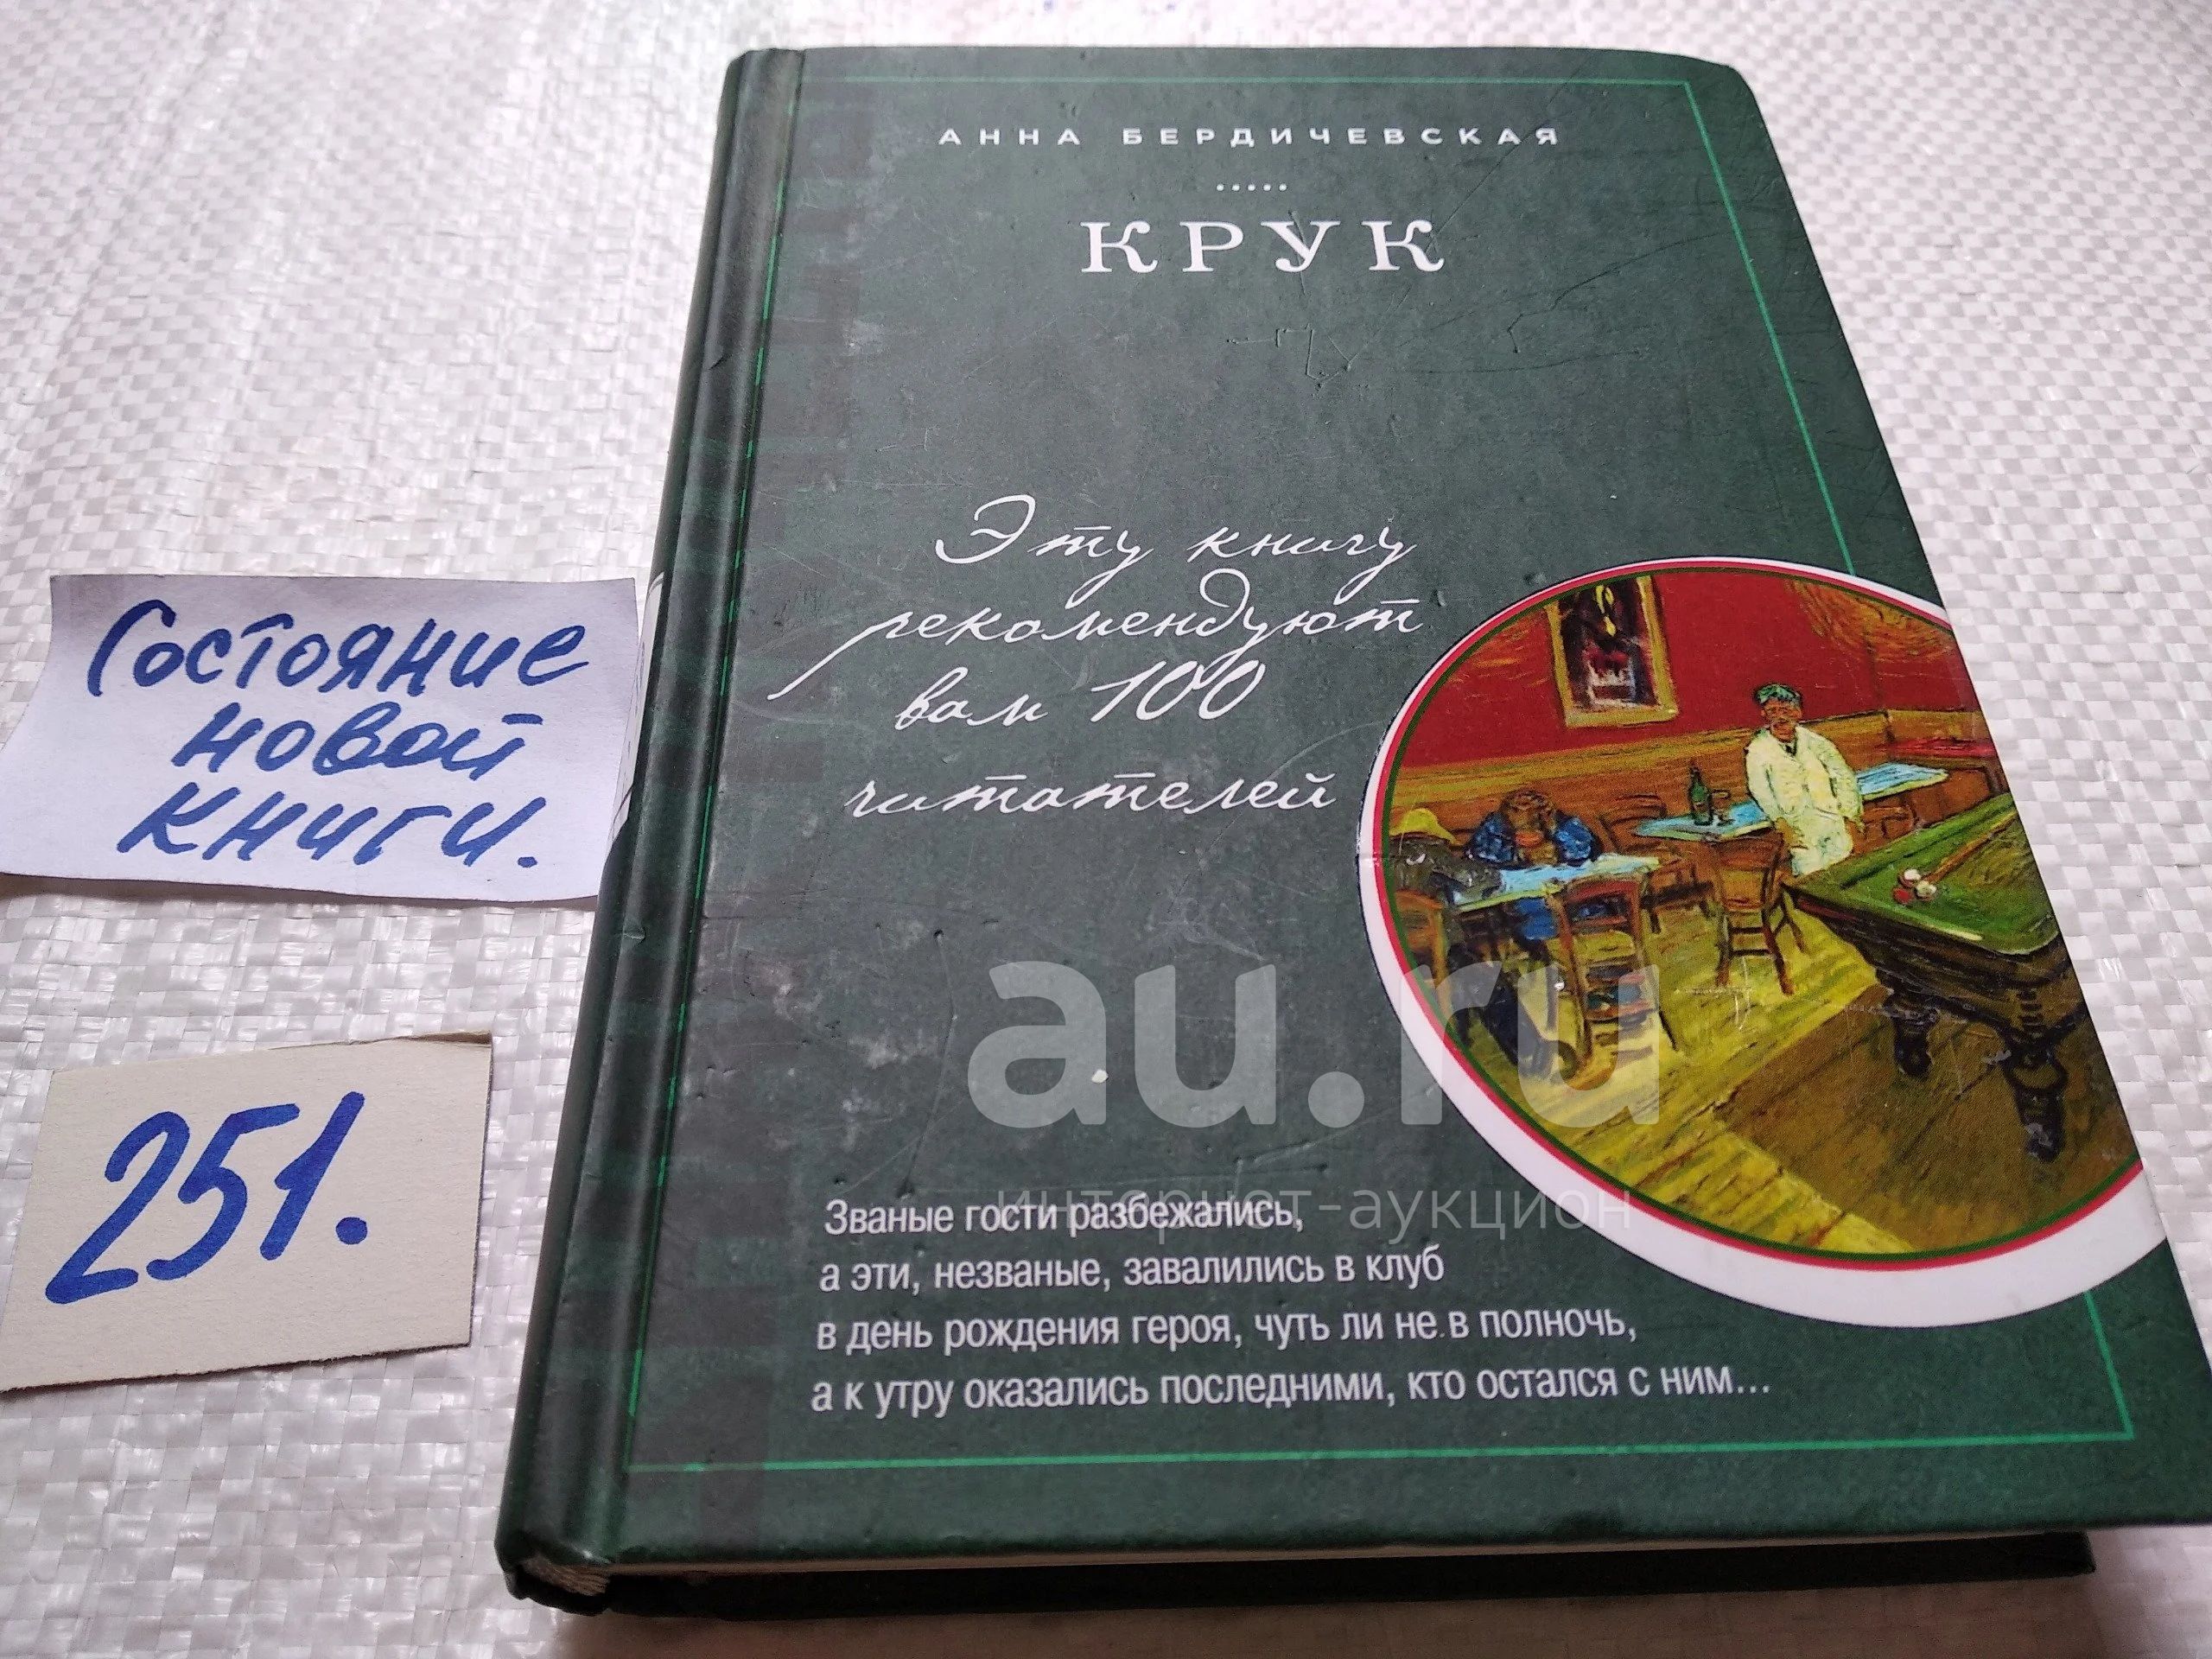 АННА БЕРДИЧЕВСКАЯ
.....
КРУК
Эту книгу
рекомендуют
вам 100
читателей
Состояние
новой
книги.
251.
au.ru
интернет-аукцион
Званые гости разбежались,
а эти, незваные, завалились в клуб
в день рождения героя, чуть ли не в полночь,
а к утру оказались последними, кто остался с ним...